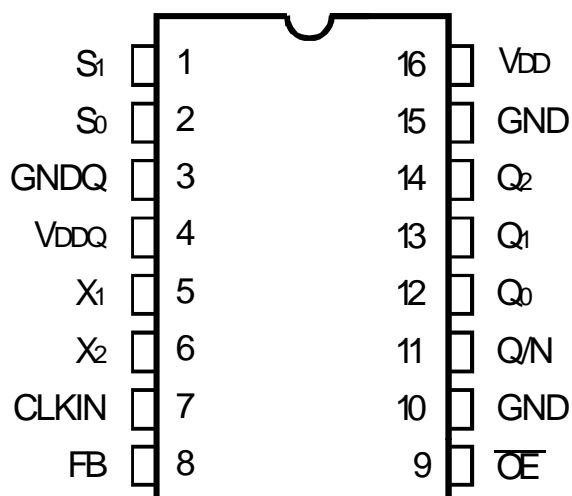 S1 1 16 VDD
S0 2 15 GND
GNDQ 3 14 Q2
VDDQ 4 13 Q1
X1 5 12 Q0
X2 6 11 Q/N
CLKIN 7 10 GND
FB 8 9 O̅E̅